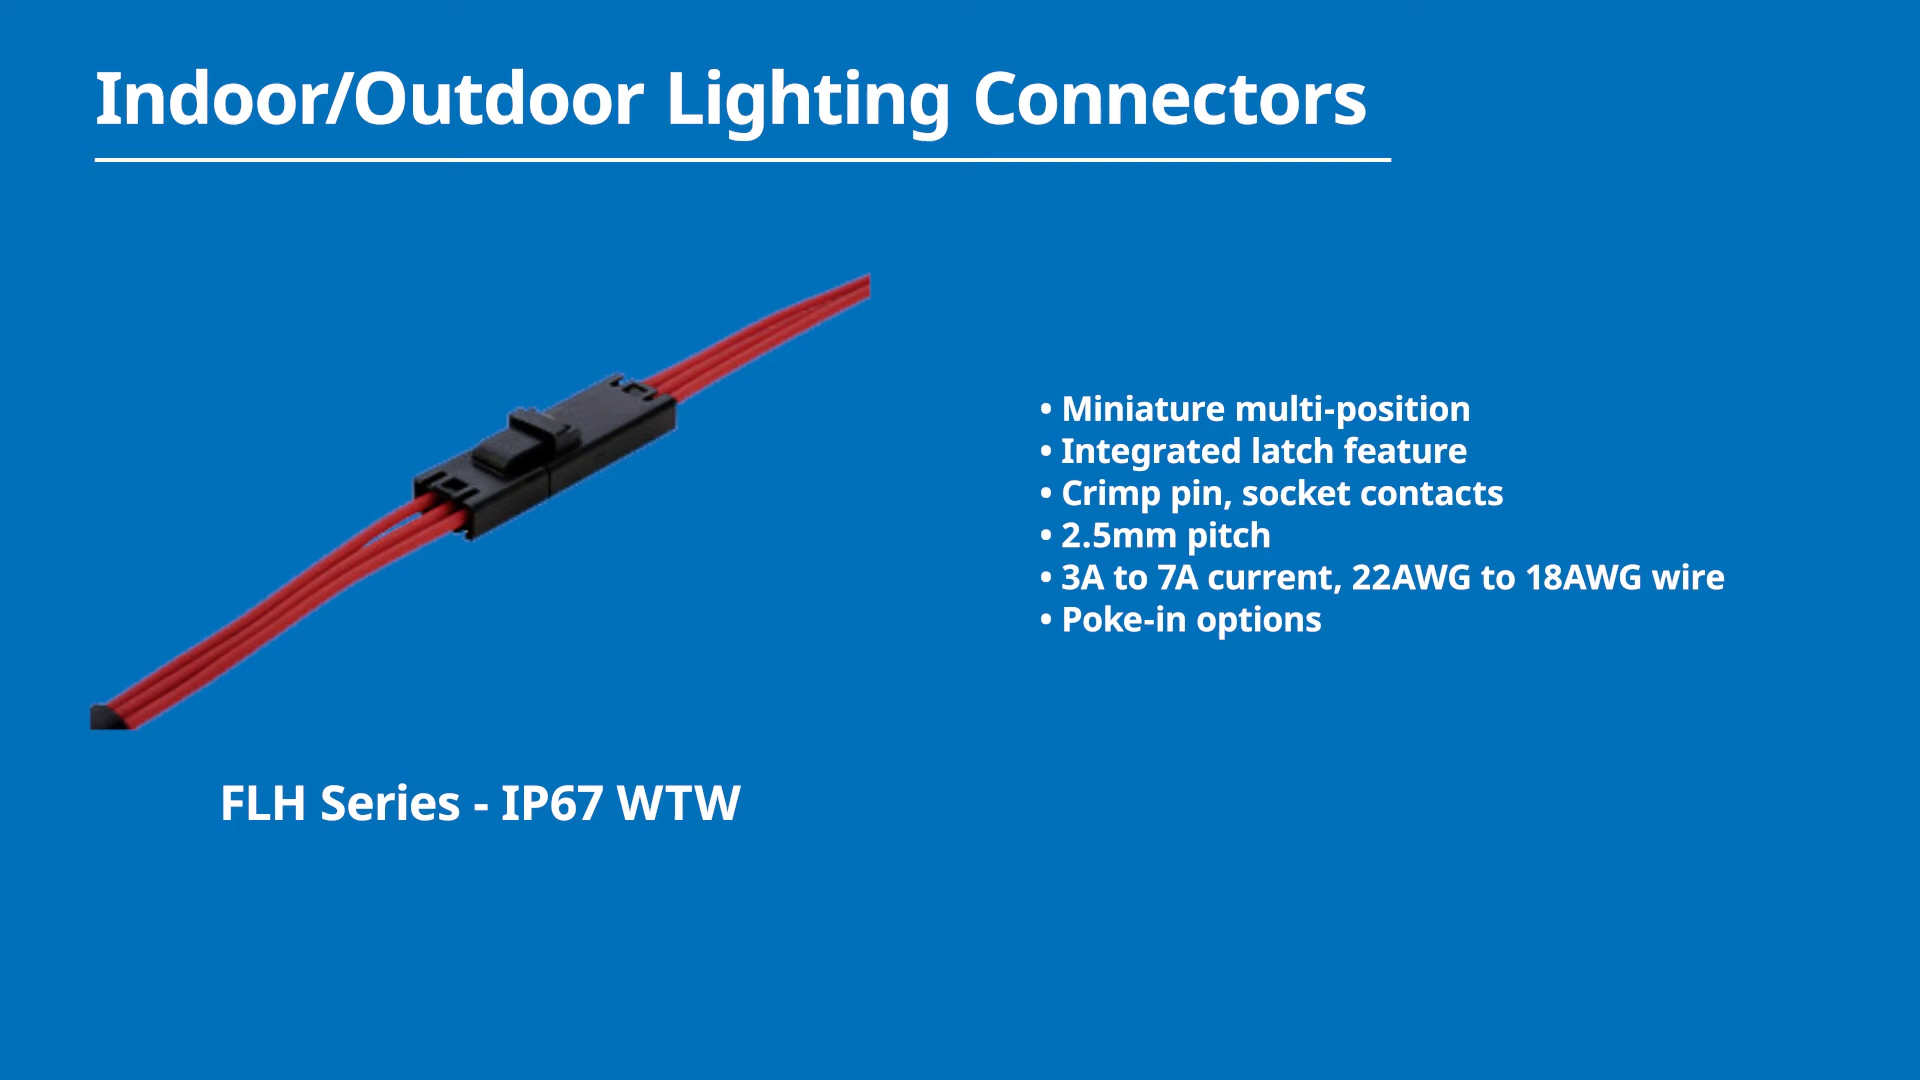 Indoor/Outdoor Lighting Connectors
• Miniature multi-position
• Integrated latch feature
• Crimp pin, socket contacts
• 2.5mm pitch
• 3A to 7A current, 22AWG to 18AWG wire
• Poke-in options
FLH Series - IP67 WTW